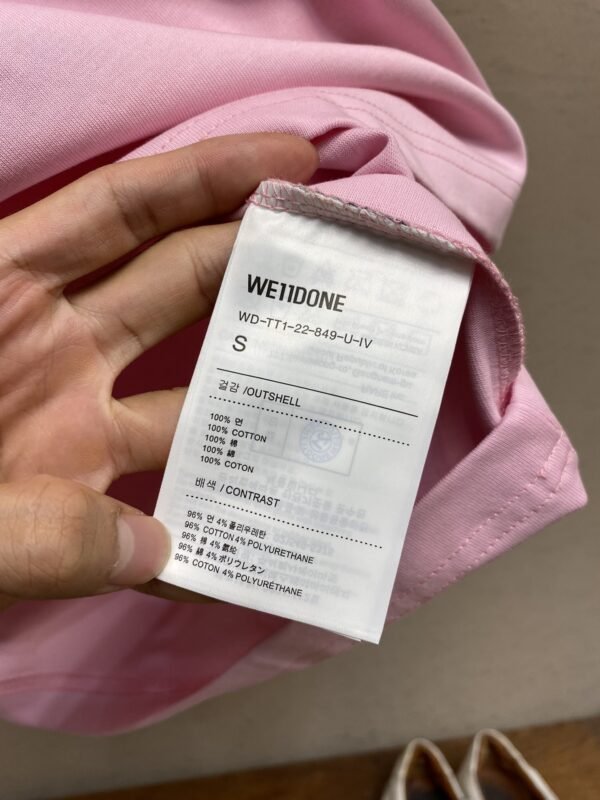 WE11DONE
WD-TT1-22-849-U-IV
S
겉감 /OUTSHELL
100% 면
100% COTTON
100% 棉
100% 綿
100% COTON
배색 / CONTRAST
96% 면 4% 폴리우레탄
96% COTTON 4% POLYURETHANE
96% 棉 4% 氨纶
96% 綿 4% ポリウレタン
96% COTON 4% POLYURÉTHANE